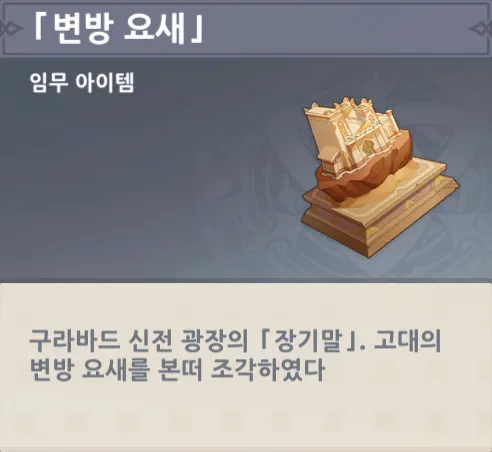 「변방 요새」
임무 아이템
구라바드 신전 광장의 「장기말」. 고대의
변방 요새를 본떠 조각하였다